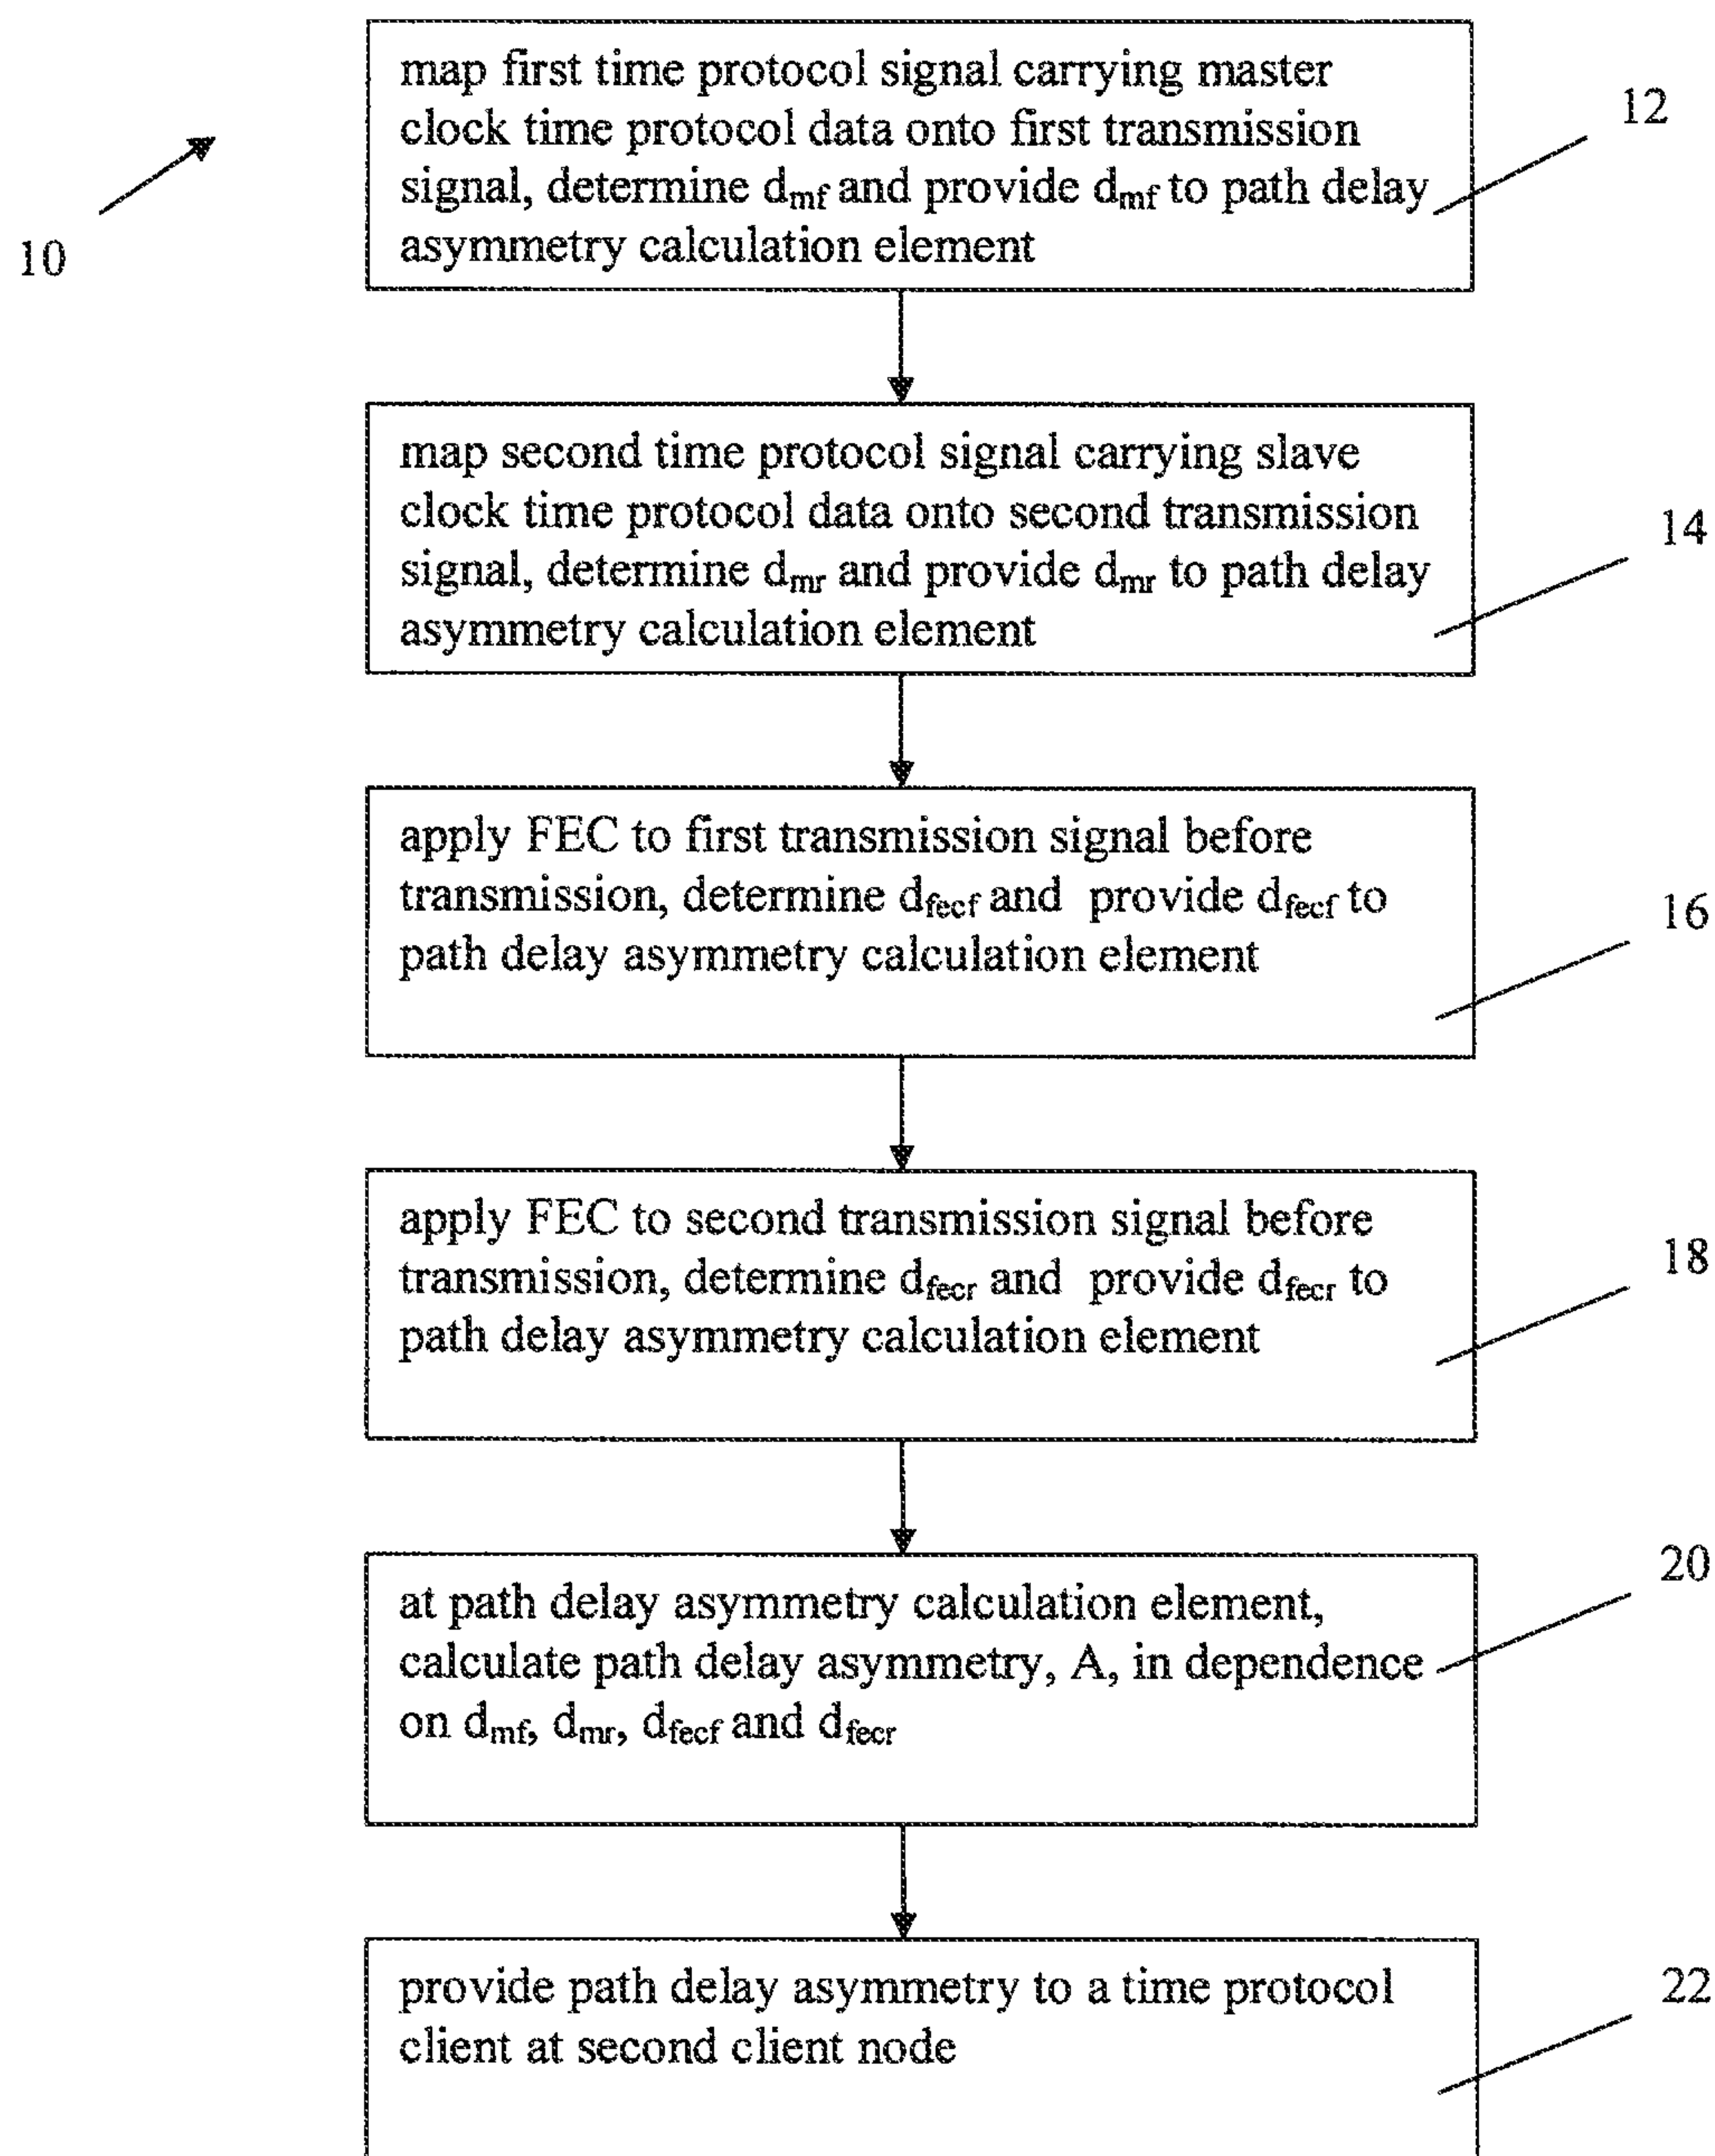 map first time protocol signal carrying master
clock time protocol data onto first transmission
signal, determine dmf and provide dmf to path delay
asymmetry calculation element
12
10
map second time protocol signal carrying slave
clock time protocol data onto second transmission
signal, determine dmr and provide dmr to path delay
asymmetry calculation element
14
apply FEC to first transmission signal before
transmission, determine dfecf and provide dfecf to
path delay asymmetry calculation element
16
apply FEC to second transmission signal before
transmission, determine dfecr and provide dfecr to
path delay asymmetry calculation element
18
at path delay asymmetry calculation element,
calculate path delay asymmetry, A, in dependence
on dmf, dmr, dfecf and dfecr
20
provide path delay asymmetry to a time protocol
client at second client node
22